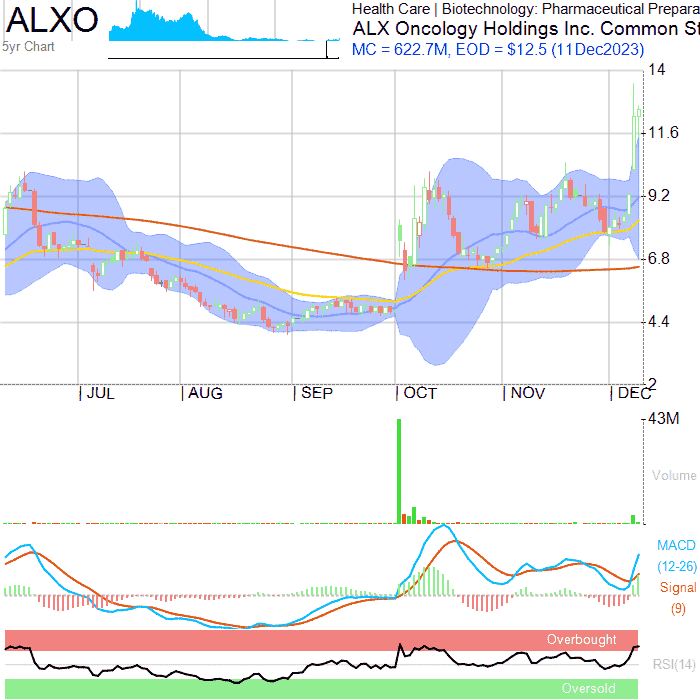 ALXO
5yr Chart
Health Care | Biotechnology: Pharmaceutical Prepara
ALX Oncology Holdings Inc. Common St
MC = 622.7M, EOD = $12.5 (11Dec2023)
14
11.6
9.2
6.8
4.4
2
| JUL | AUG | SEP | OCT | NOV | DEC
43M
Volume
MACD
(12-26)
Signal
(9)
Overbought
RSI(14)
Oversold